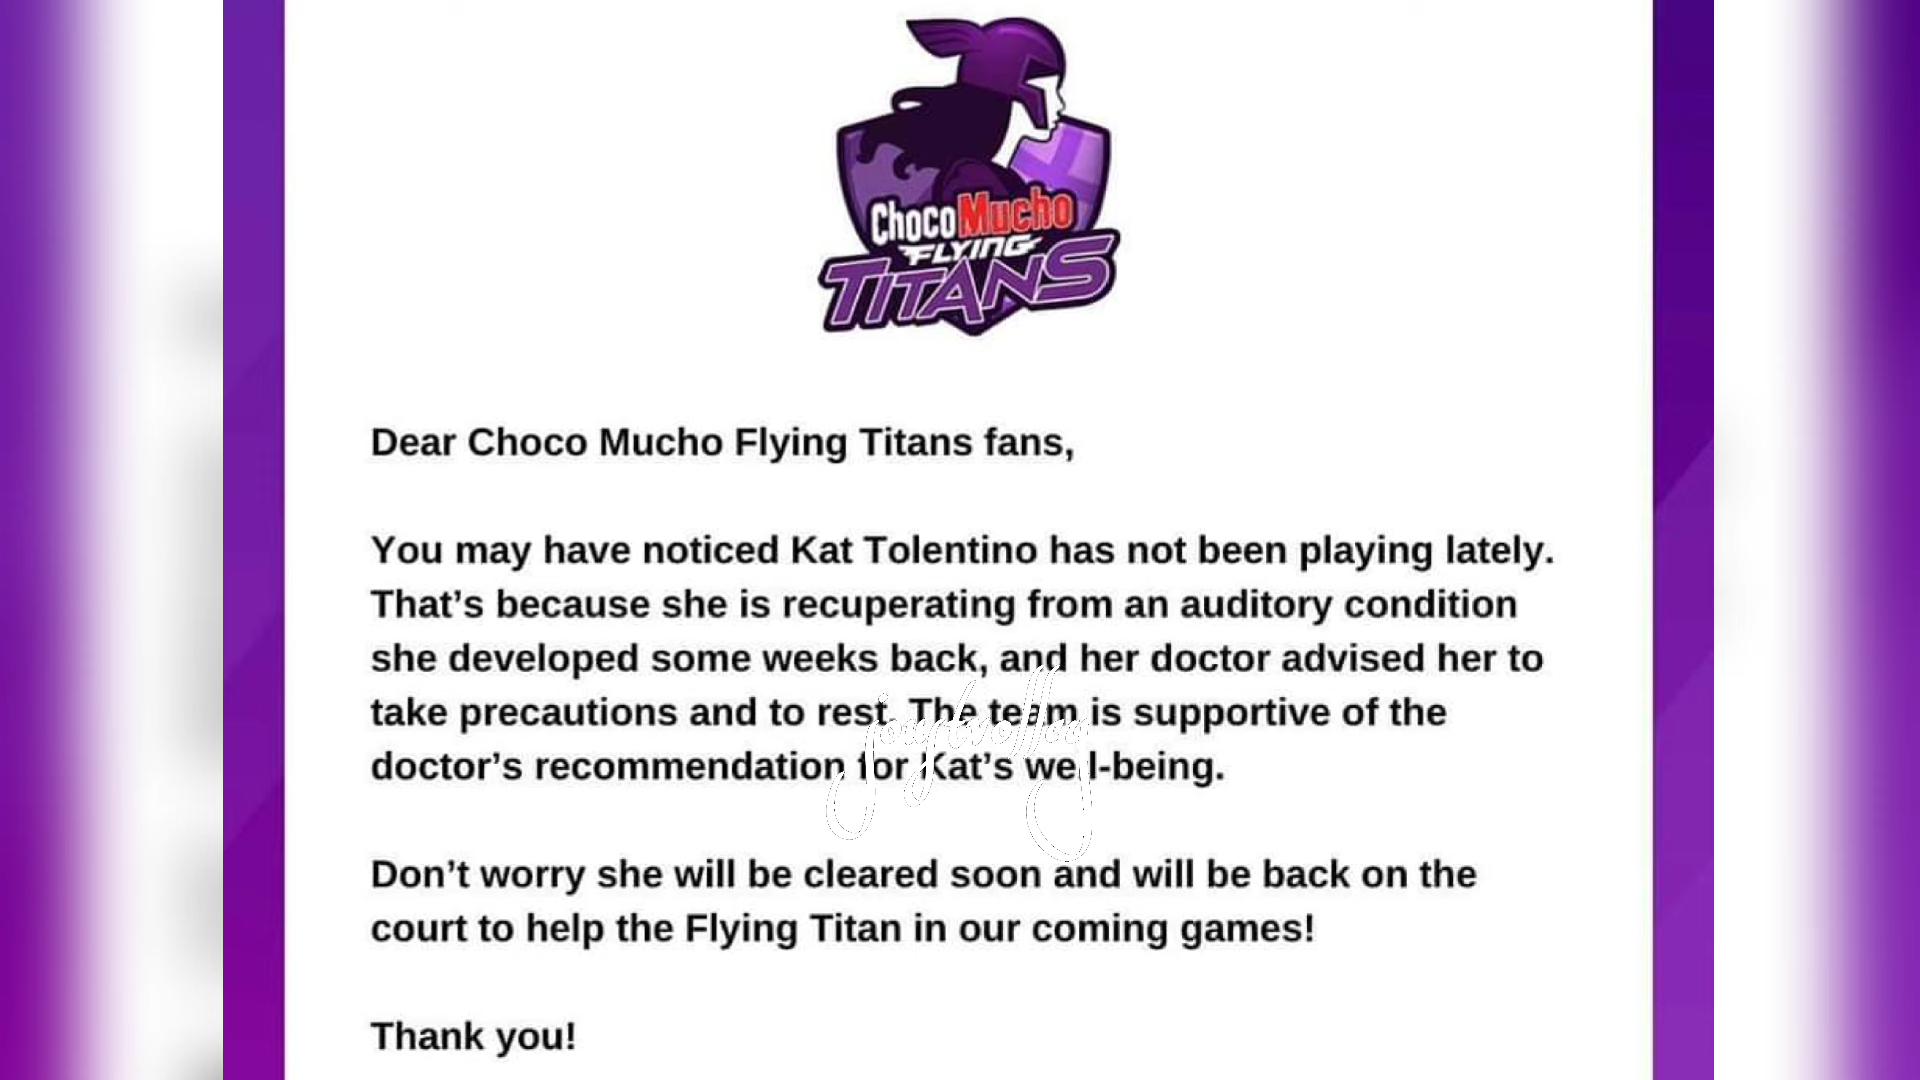 ChocoMucho
FLYING
TITANS
Dear Choco Mucho Flying Titans fans,
You may have noticed Kat Tolentino has not been playing lately.
That’s because she is recuperating from an auditory condition
she developed some weeks back, and her doctor advised her to
take precautions and to rest. The team is supportive of the
doctor’s recommendation for Kat’s well-being.
Don’t worry she will be cleared soon and will be back on the
court to help the Flying Titan in our coming games!
Thank you!